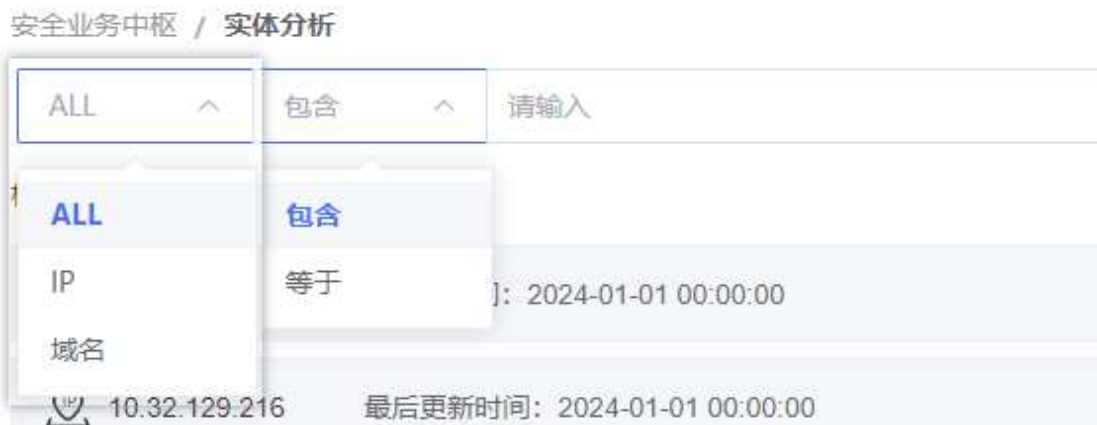 安全业务中枢 / 实体分析
ALL 包含 请输入
ALL 包含
IP 等于
: 2024-01-01 00:00:00
域名
IP 10.32.129.216 最后更新时间：2024-01-01 00:00:00